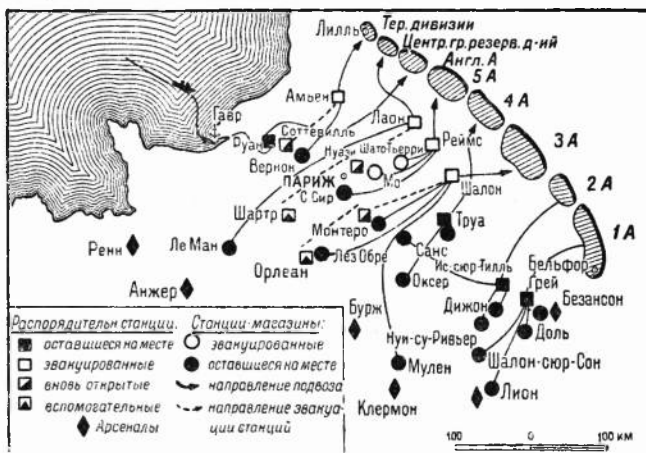 Лилль
Тер. дивизии
Центр. гр. резерв. д-ий
Англ. А
5 А
4 А
3 А
2 А
1 А
Амьен
Лаон
Гавр
Руан
Соттевилль
Нуази
Шато-Тьерри
Реймс
Вернон
ПАРИЖ
Мо
С. Сир
Шалон
Шартр
Монтеро
Труа
Ренн
Ле Ман
Орлеан
Лез Обре
Санс
Ис-сюр-Тилль
Бельфор
Грей
Анжер
Оксер
Безансон
Бурж
Дижон
Доль
Нуи-су-Ривьер
Шалон-сюр-Сон
Мулен
Лион
Клермон
Распорядительн станции:
оставшиеся на месте
эвакуированные
вновь открытые
вспомогательные
Арсеналы
Станции-магазины:
эвакуированные
оставшиеся на месте
направление подвоза
направление эвакуа-
ции станций
100 0 100 км